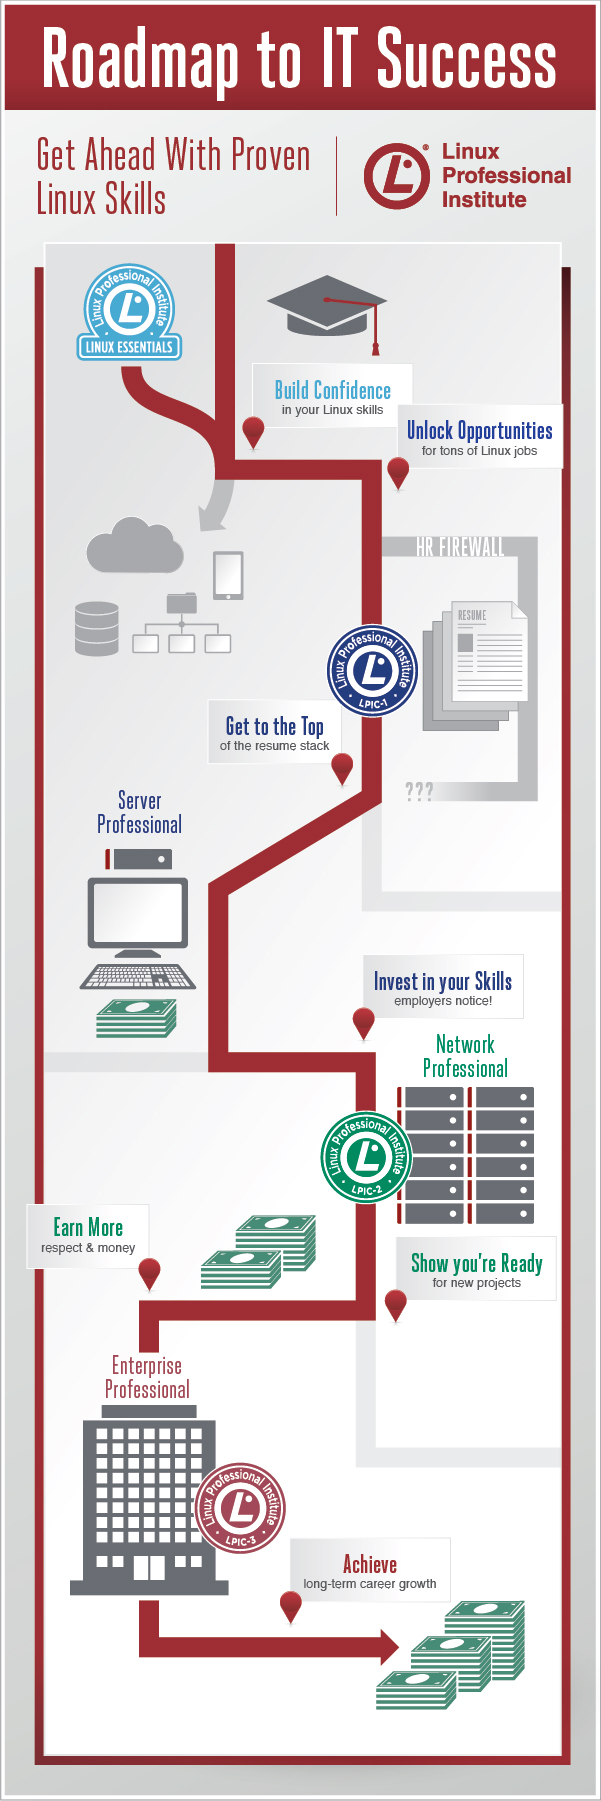 Roadmap to IT Success
Get Ahead With Proven
Linux Skills
Linux
Professional
Institute
Linux Professional Institute
LINUX ESSENTIALS
Build Confidence
in your Linux skills
Unlock Opportunities
for tons of Linux jobs
HR FIREWALL
RESUME
Linux Professional Institute
LPIC-1
Get to the Top
of the resume stack
???
Server
Professional
Invest in your Skills
employers notice!
Network
Professional
Linux Professional Institute
LPIC-2
Earn More
respect & money
Show you're Ready
for new projects
Enterprise
Professional
Linux Professional Institute
LPIC-3
Achieve
long-term career growth